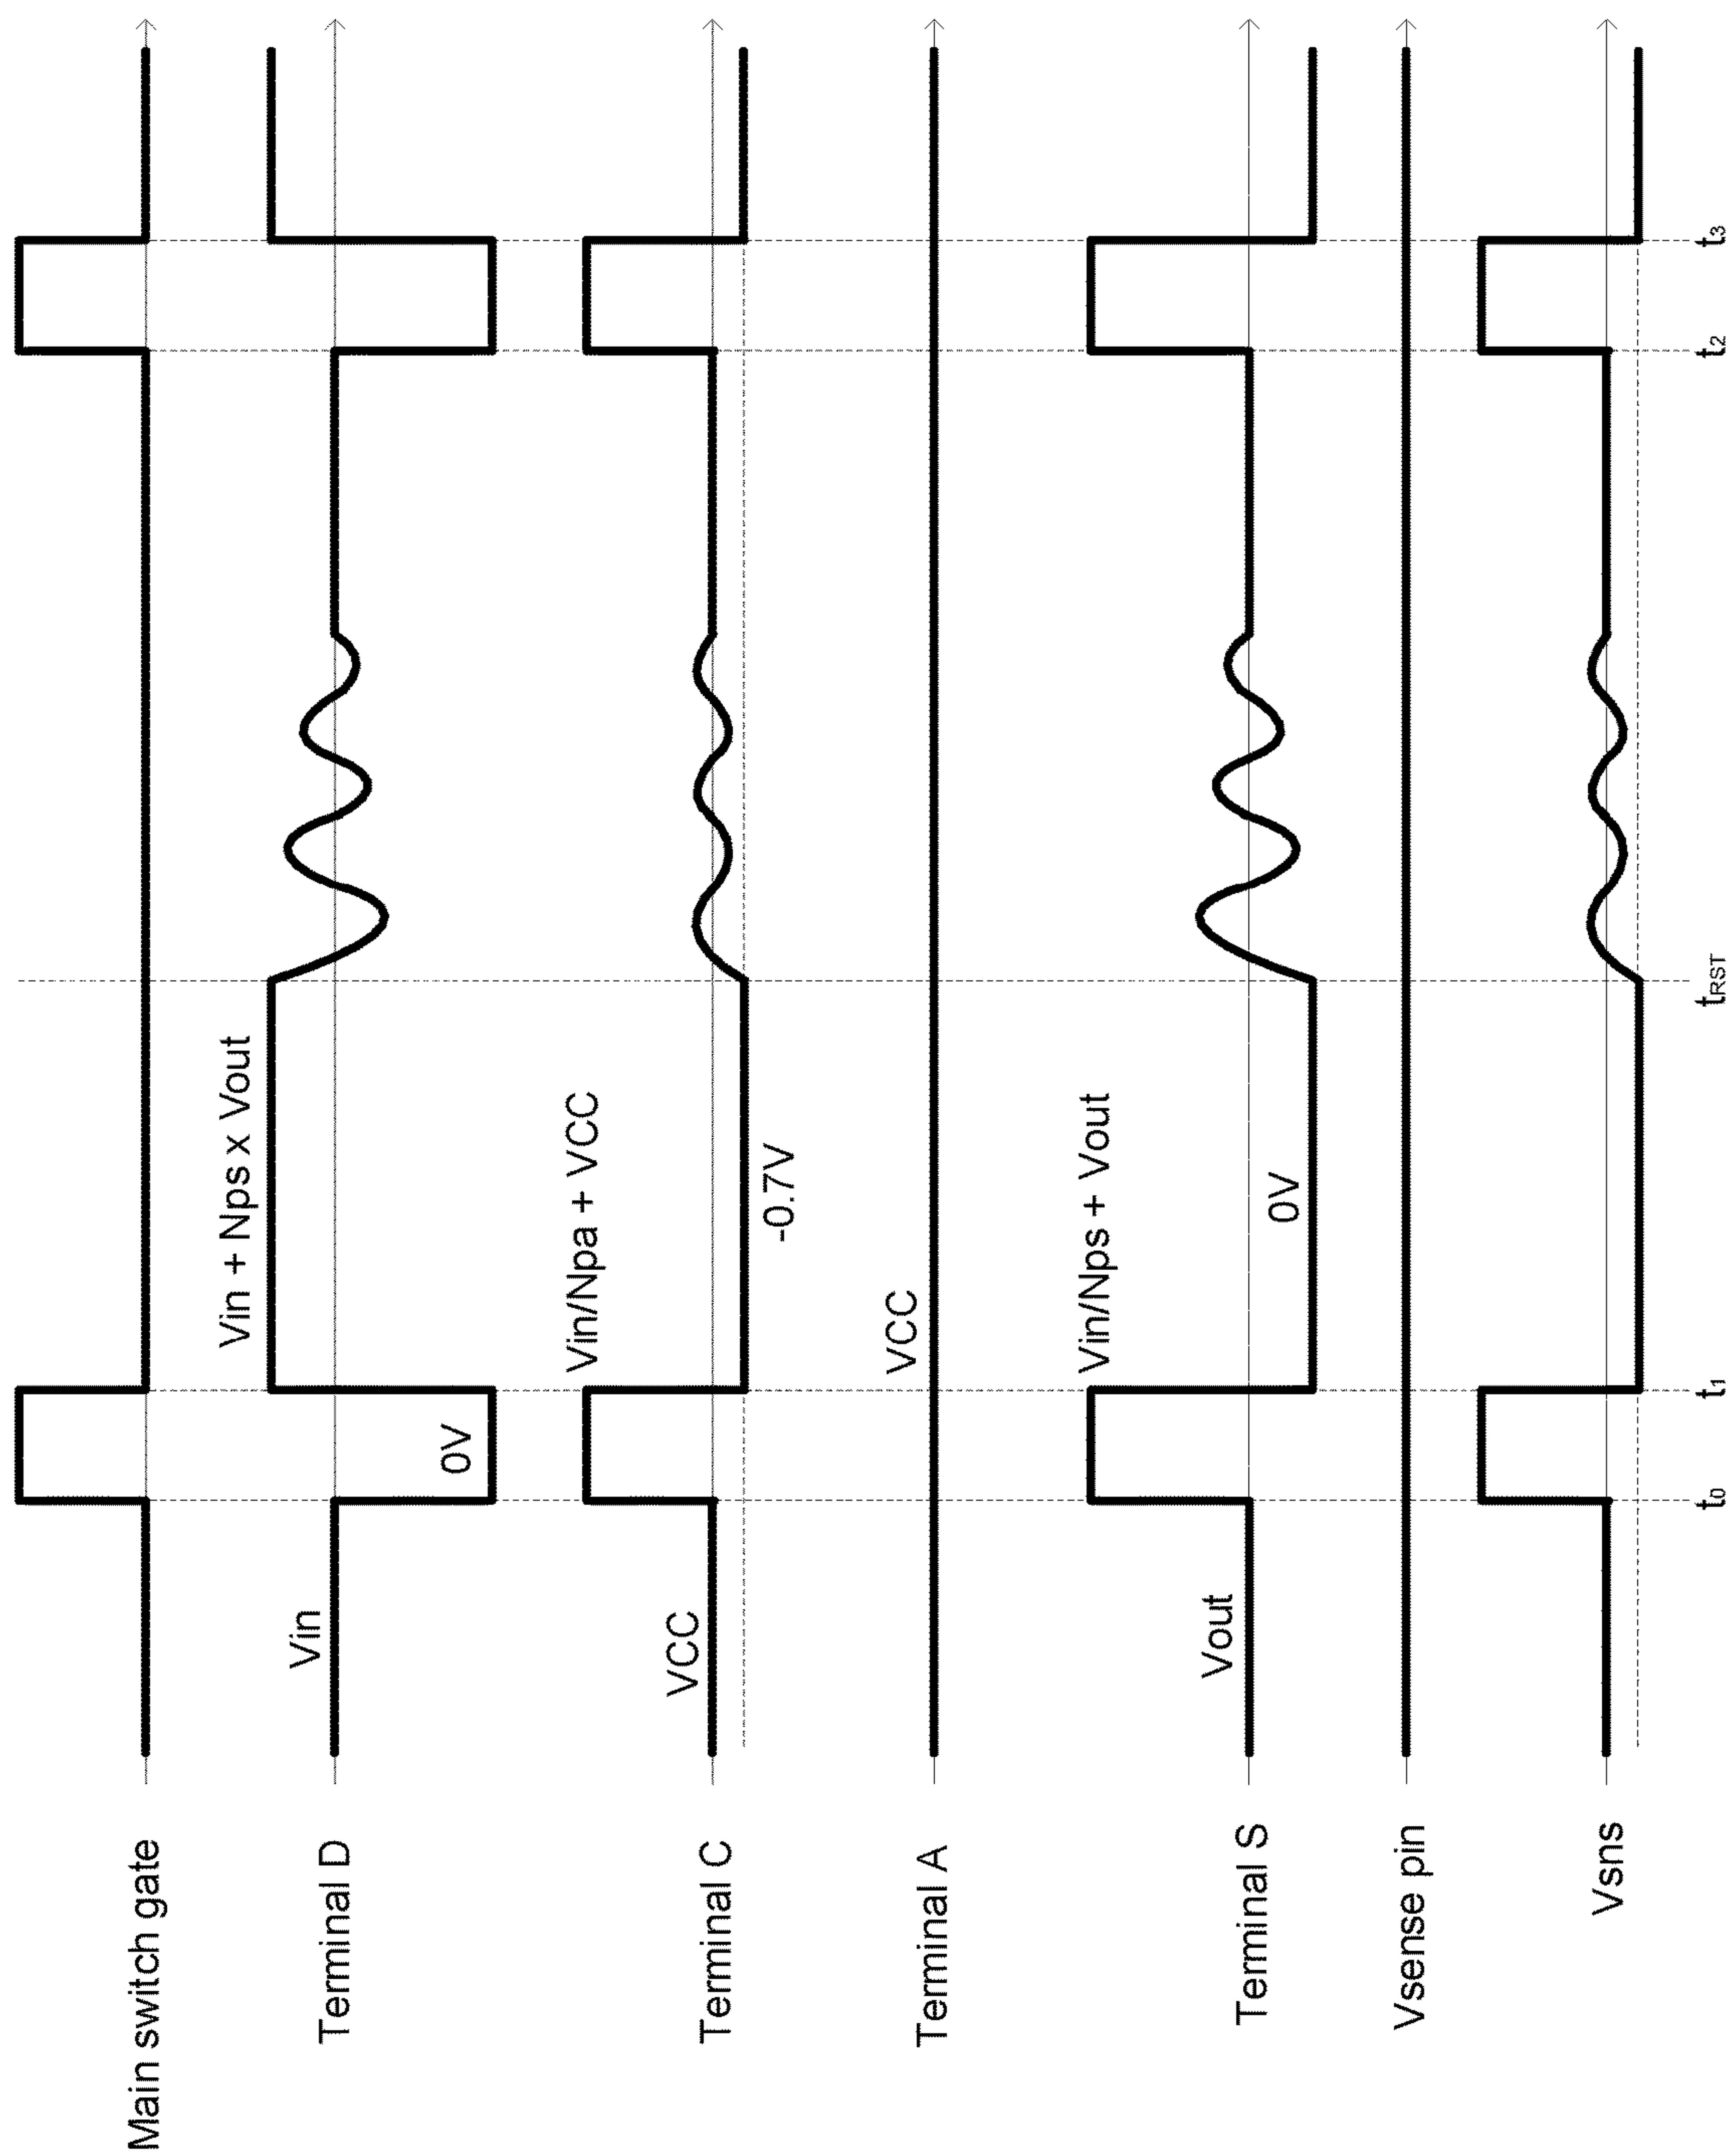 Main switch gate
Vin
0V
Vin + Nps x Vout
Terminal D
VCC
Vin/Npa + VCC
-0.7V
Terminal C
VCC
Terminal A
Vout
Vin/Nps + Vout
0V
Terminal S
Vsense pin
Vsns
t0 t1 tRST t2 t3